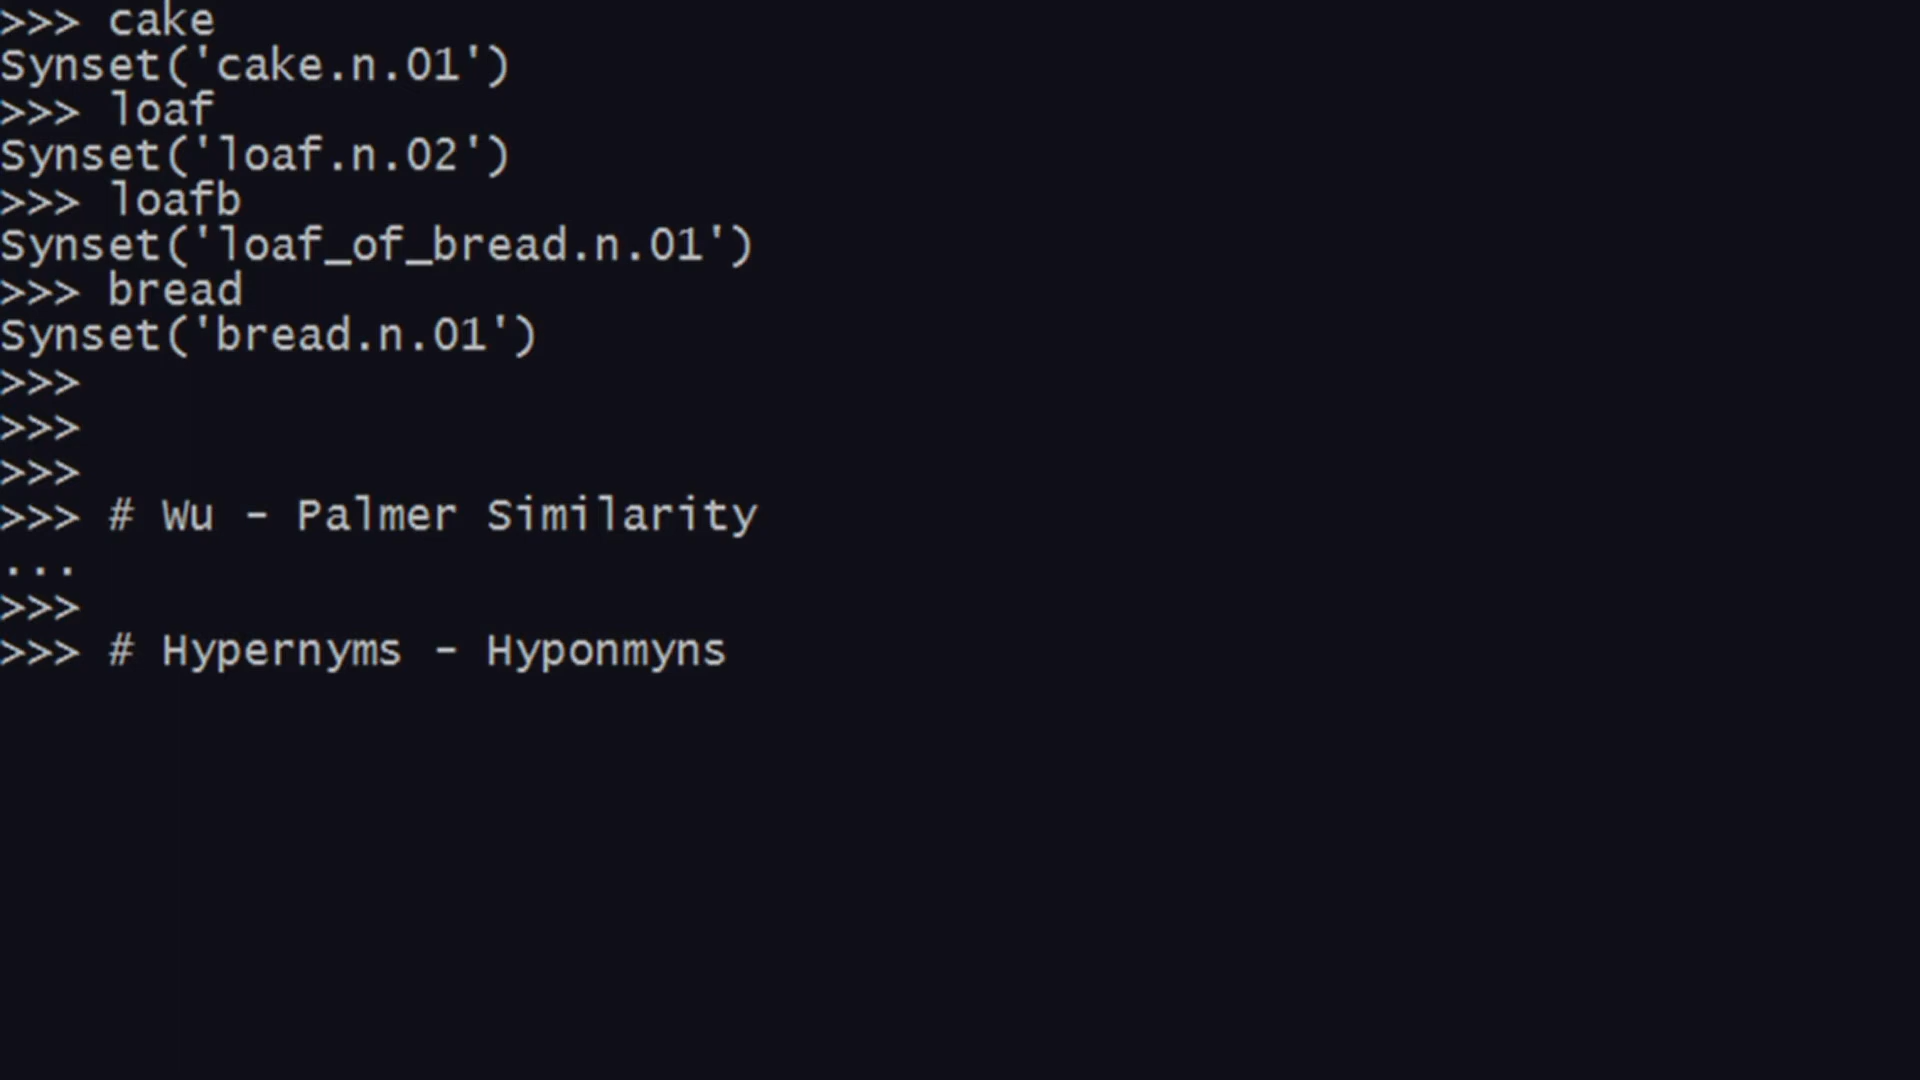 >>> cake
Synset('cake.n.01')
>>> loaf
Synset('loaf.n.02')
>>> loafb
Synset('loaf_of_bread.n.01')
>>> bread
Synset('bread.n.01')
>>>
>>>
>>>
>>> # Wu - Palmer Similarity
...
>>>
>>> # Hypernyms - Hyponmyns